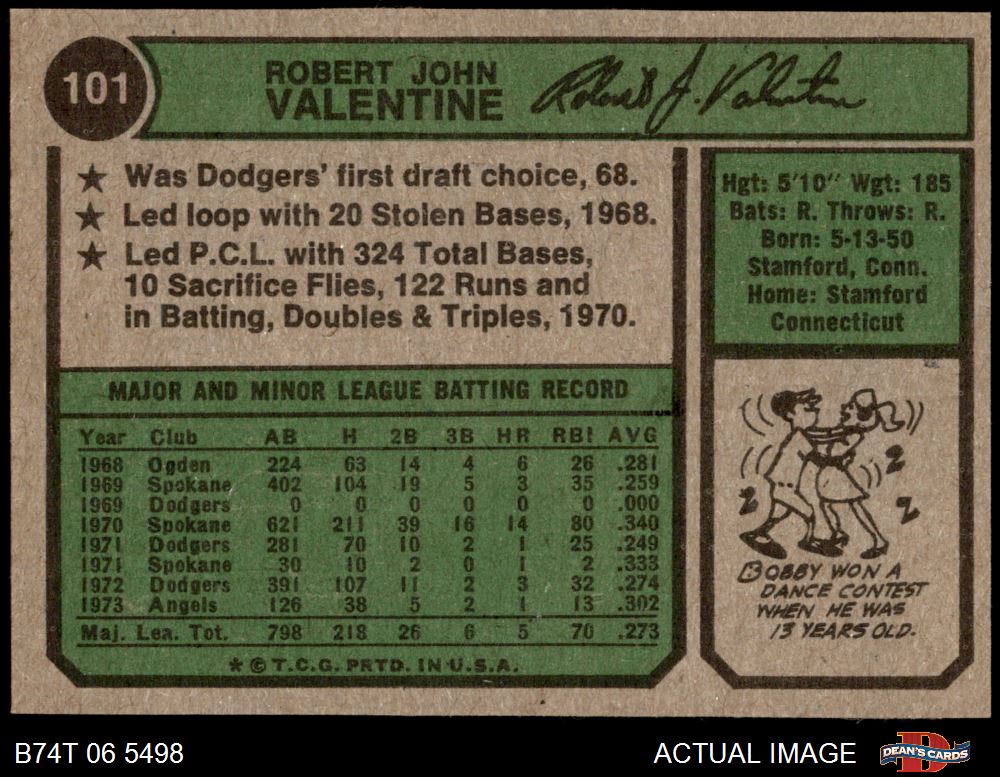 101
ROBERT JOHN
VALENTINE
Robert J. Valentine
★ Was Dodgers' first draft choice, 68.
★ Led loop with 20 Stolen Bases, 1968.
★ Led P.C.L. with 324 Total Bases,
10 Sacrifice Flies, 122 Runs and
in Batting, Doubles & Triples, 1970.
Hgt: 5'10" Wgt: 185
Bats: R. Throws: R.
Born: 5-13-50
Stamford, Conn.
Home: Stamford
Connecticut
MAJOR AND MINOR LEAGUE BATTING RECORD
Year Club AB H 2B 3B HR RBI AVG
1968 Ogden 224 63 14 4 6 26 .281
1969 Spokane 402 104 19 5 3 35 .259
1969 Dodgers 0 0 0 0 0 0 .000
1970 Spokane 621 211 39 16 14 80 .340
1971 Dodgers 281 70 10 2 1 25 .249
1971 Spokane 30 10 2 0 1 2 .333
1972 Dodgers 391 107 11 2 3 32 .274
1973 Angels 126 38 5 2 1 13 .302
Maj. Lea. Tot. 798 218 26 6 5 70 .273
* © T.C.G. PRTD. IN U.S.A.
BOBBY WON A
DANCE CONTEST
WHEN HE WAS
13 YEARS OLD.
B74T 06 5498
ACTUAL IMAGE
DEAN'S CARDS